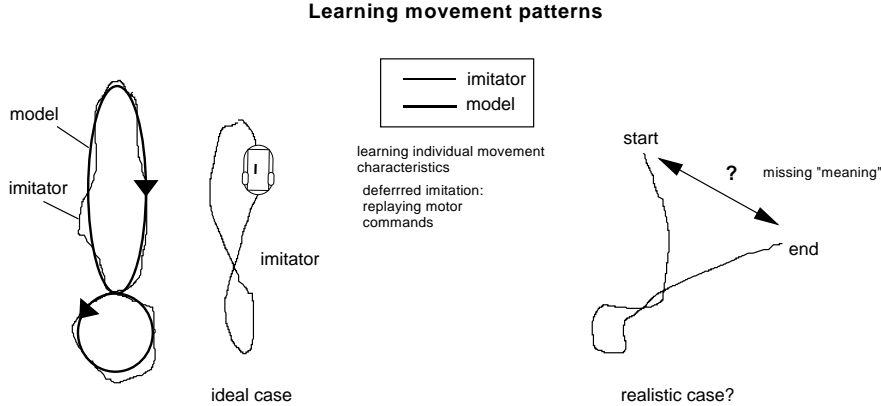 Learning movement patterns
imitator
model
model
imitator
I
imitator
learning individual movement
characteristics
deferrred imitation:
replaying motor
commands
start
?
missing "meaning"
end
ideal case
realistic case?